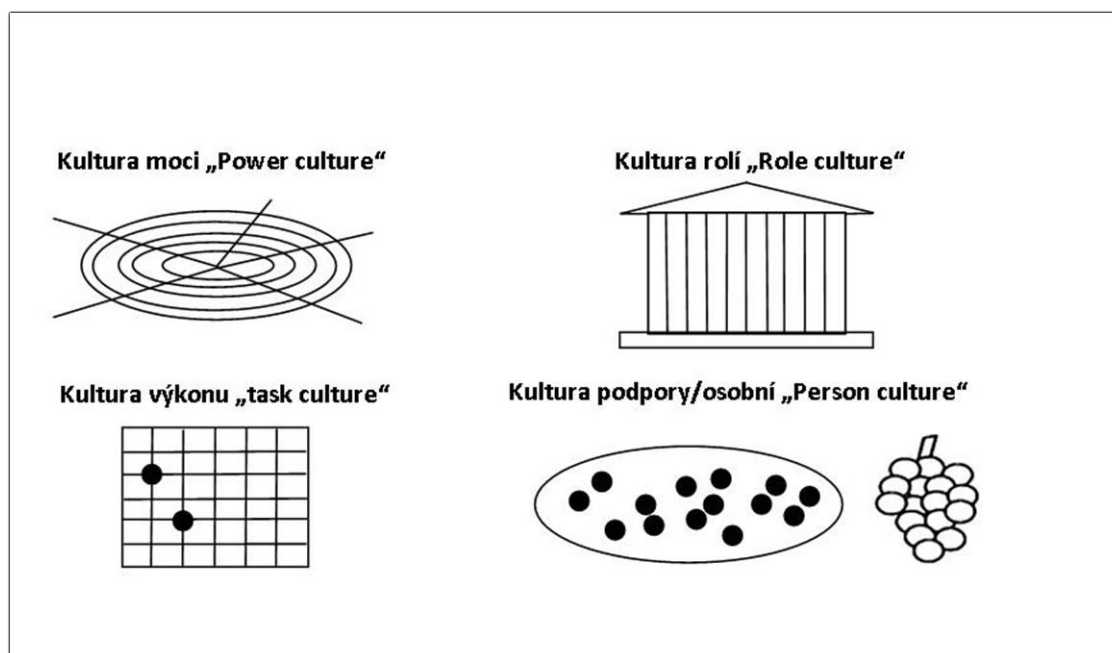 Kultura moci „Power culture“
Kultura rolí „Role culture“
Kultura výkonu „task culture“
Kultura podpory/osobní „Person culture“